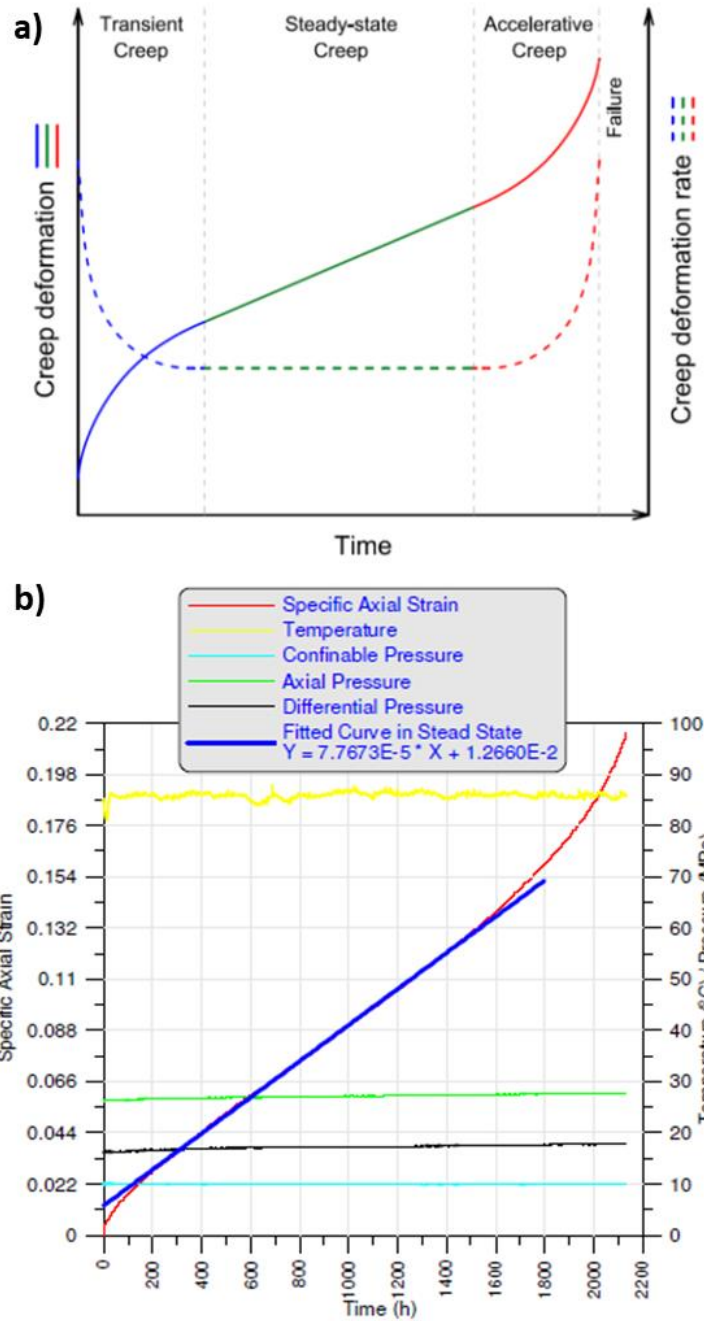 a)
Transient
Creep
Steady-state
Creep
Accelerative
Creep
Failure
Creep deformation
Creep deformation rate
Time
b)
Specific Axial Strain
Temperature
Confinable Pressure
Axial Pressure
Differential Pressure
Fitted Curve in Stead State
Y = 7.7673E-5 * X + 1.2660E-2
0.22
0.198
0.176
0.154
0.132
0.11
0.088
0.066
0.044
0.022
0
Specific Axial Strain
100
90
80
70
60
50
40
30
20
10
0
0
200
400
600
800
1000
1200
1400
1600
1800
2000
2200
Time (h)